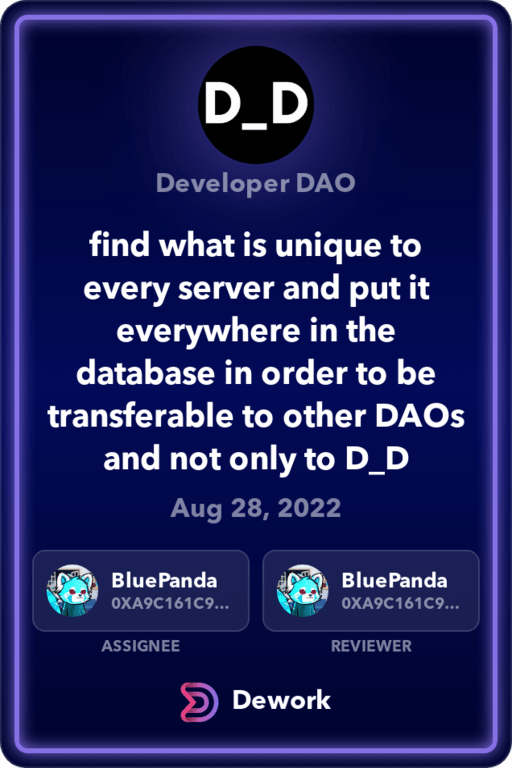 D_D
Developer DAO
find what is unique to
every server and put it
everywhere in the
database in order to be
transferable to other DAOs
and not only to D_D
Aug 28, 2022
BluePanda
0XA9C161C9...
ASSIGNEE
BluePanda
0XA9C161C9...
REVIEWER
Dework